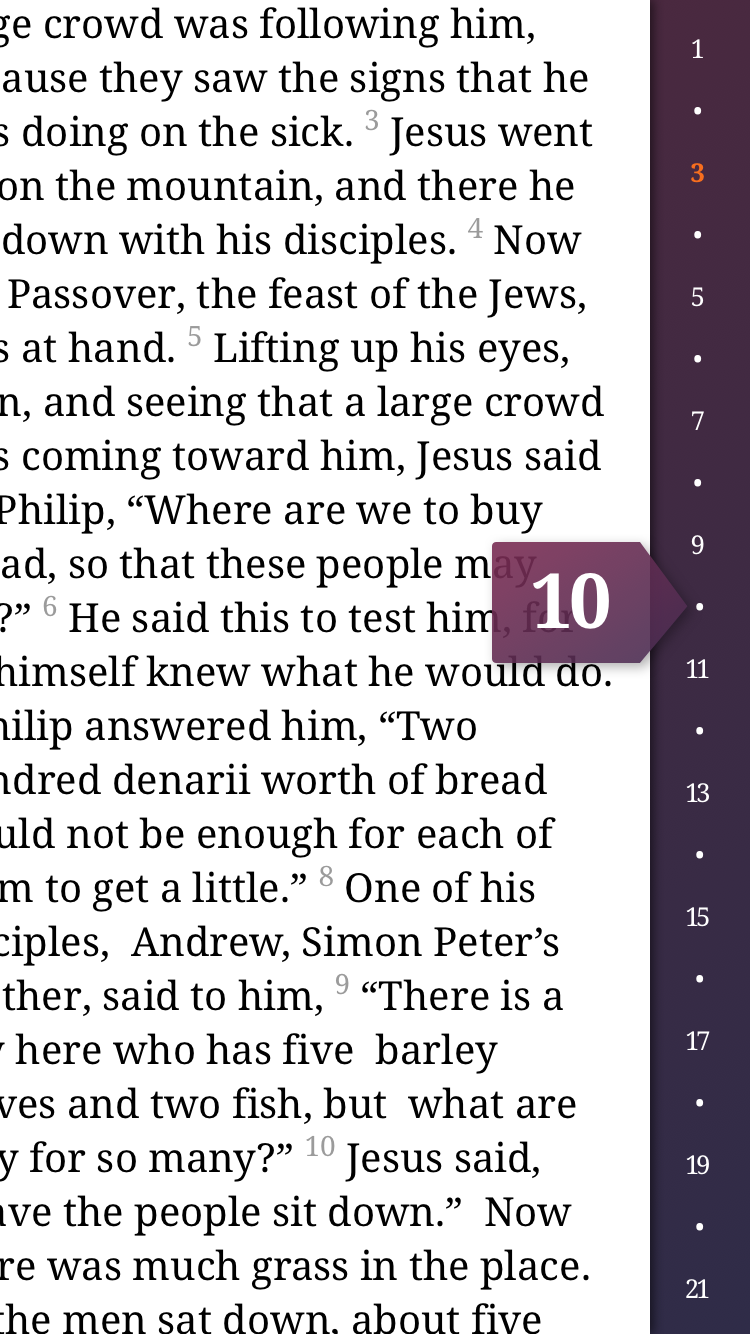 ge crowd was following him,
ause they saw the signs that he
s doing on the sick. 3 Jesus went
on the mountain, and there he
down with his disciples. 4 Now
Passover, the feast of the Jews,
s at hand. 5 Lifting up his eyes,
n, and seeing that a large crowd
s coming toward him, Jesus said
Philip, “Where are we to buy
ad, so that these people may
?” 6 He said this to test him, for
himself knew what he would do.
hilip answered him, “Two
ndred denarii worth of bread
uld not be enough for each of
m to get a little.” 8 One of his
ciples, Andrew, Simon Peter’s
ther, said to him, 9 “There is a
y here who has five barley
ves and two fish, but what are
y for so many?” 10 Jesus said,
ave the people sit down.” Now
re was much grass in the place.
the men sat down, about five
10
1
•
3
•
5
•
7
•
9
•
11
•
13
•
15
•
17
•
19
•
21